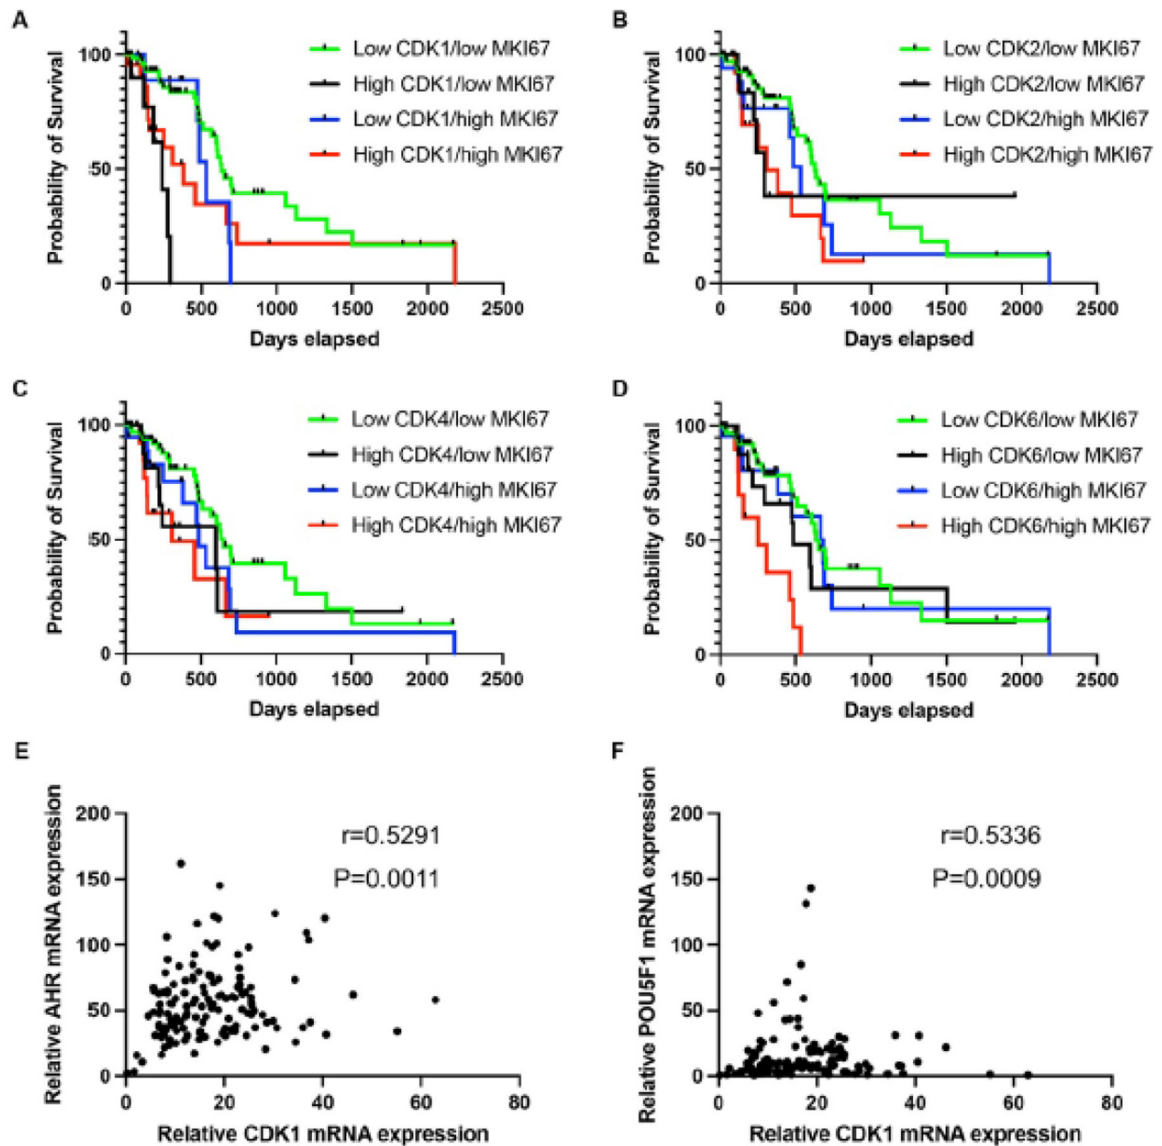 A
Probability of Survival
100
50
0
0 500 1000 1500 2000 2500
Days elapsed
Low CDK1/low MKI67
High CDK1/low MKI67
Low CDK1/high MKI67
High CDK1/high MKI67
B
Probability of Survival
100
50
0
0 500 1000 1500 2000 2500
Days elapsed
Low CDK2/low MKI67
High CDK2/low MKI67
Low CDK2/high MKI67
High CDK2/high MKI67
C
Probability of Survival
100
50
0
0 500 1000 1500 2000 2500
Days elapsed
Low CDK4/low MKI67
High CDK4/low MKI67
Low CDK4/high MKI67
High CDK4/high MKI67
D
Probability of Survival
100
50
0
0 500 1000 1500 2000 2500
Days elapsed
Low CDK6/low MKI67
High CDK6/low MKI67
Low CDK6/high MKI67
High CDK6/high MKI67
E
Relative AHR mRNA expression
200
150
100
50
0
0 20 40 60 80
Relative CDK1 mRNA expression
r=0.5291
P=0.0011
F
Relative POU5F1 mRNA expression
200
150
100
50
0
0 20 40 60 80
Relative CDK1 mRNA expression
r=0.5336
P=0.0009